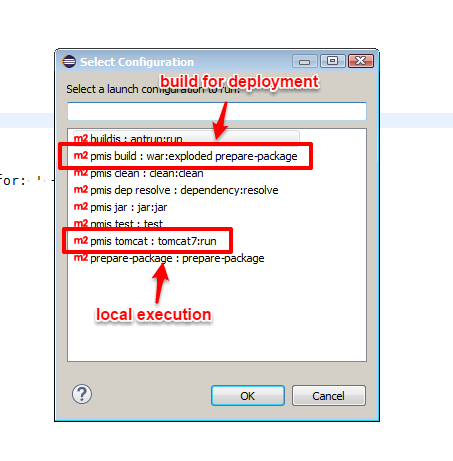 Select Configuration
build for deployment
Select a launch configuration to run:
m2 buildjs : antrun:run
m2 pmis build : war:exploded prepare-package
for: '
m2 pmis clean : clean:clean
m2 pmis dep resolve : dependency:resolve
m2 pmis jar : jar:jar
m2 pmis test : test
m2 pmis tomcat : tomcat7:run
m2 prepare-package : prepare-package
local execution
?
OK
Cancel